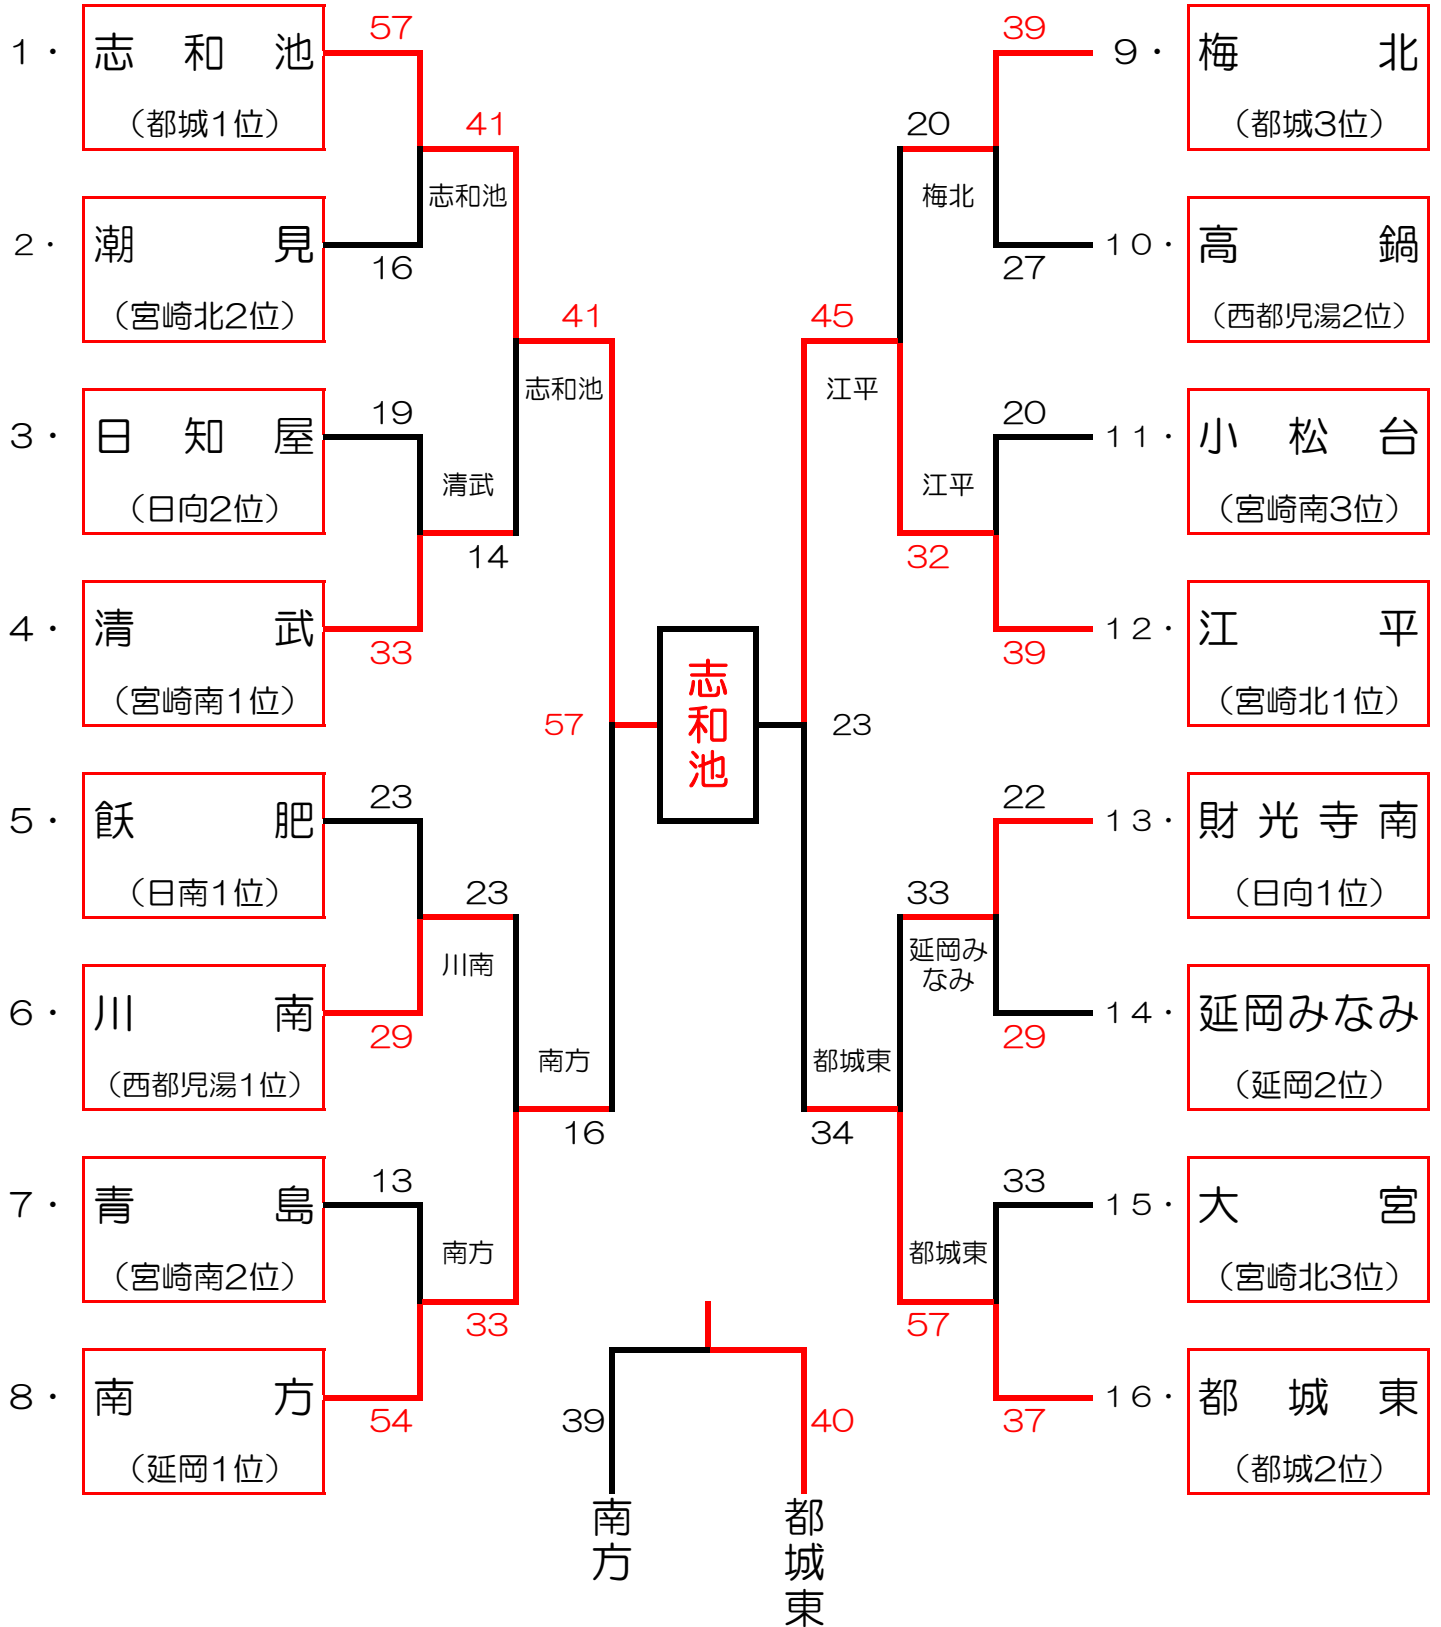 1・ 志和池 57
（都城1位）
41
志和池
2・ 潮見
16
（宮崎北2位）
41
志和池
3・ 日知屋 19
（日向2位）
清武
14
4・ 清武
33
（宮崎南1位）
57
5・ 飫肥 23
（日南1位）
23
川南
6・ 川南
29
（西都児湯1位）
南方
16
7・ 青島 13
（宮崎南2位）
南方
33
8・ 南方
54
（延岡1位）
志和池
39 9・ 梅北
（都城3位）
20
梅北
10・ 高鍋
27
（西都児湯2位）
45
江平
20 11・ 小松台
（宮崎南3位）
江平
32
12・ 江平
39
（宮崎北1位）
23
22 13・ 財光寺南
（日向1位）
33
延岡み
なみ
14・ 延岡みなみ
29
（延岡2位）
都城東
34
33 15・ 大宮
（宮崎北3位）
都城東
57
16・ 都城東
37
（都城2位）
39
40
南方
都城東